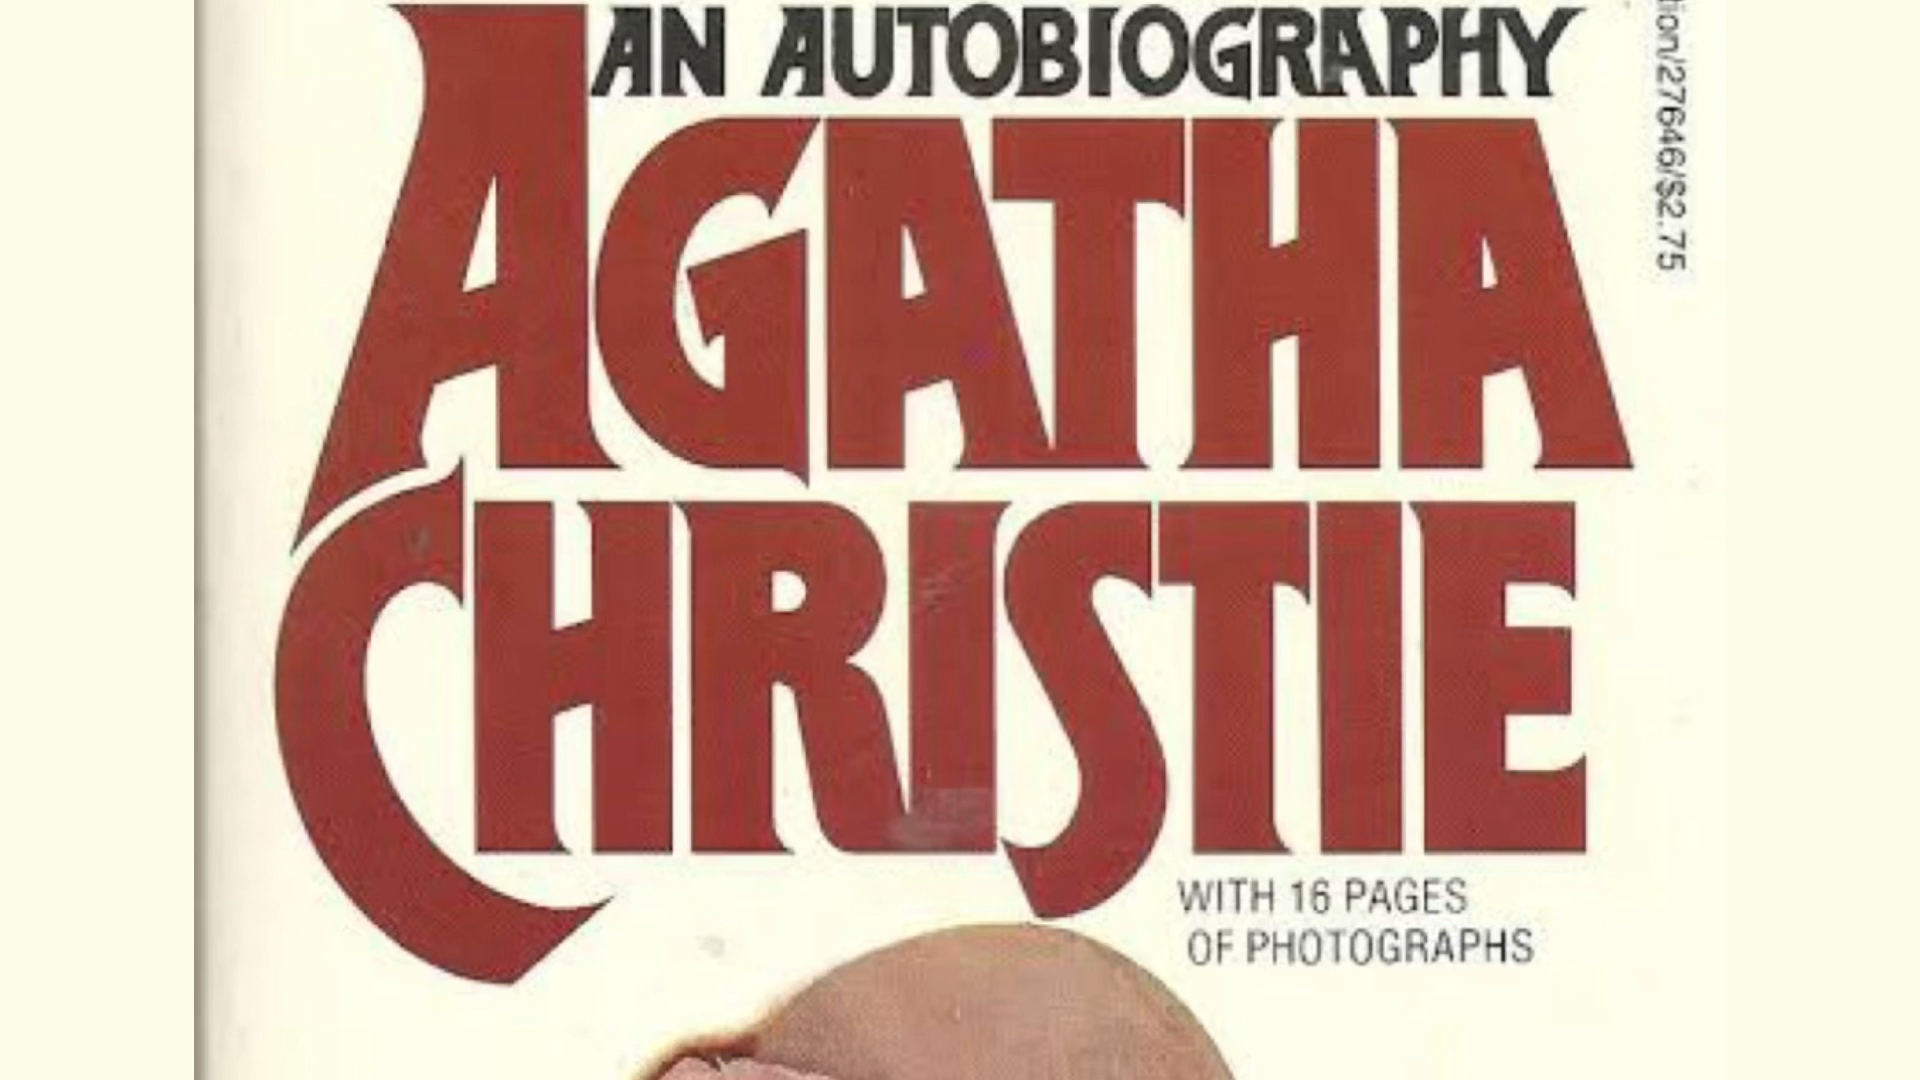 AN AUTOBIOGRAPHY
AGATHA
CHRISTIE
WITH 16 PAGES
OF PHOTOGRAPHS
/27646/$2.75